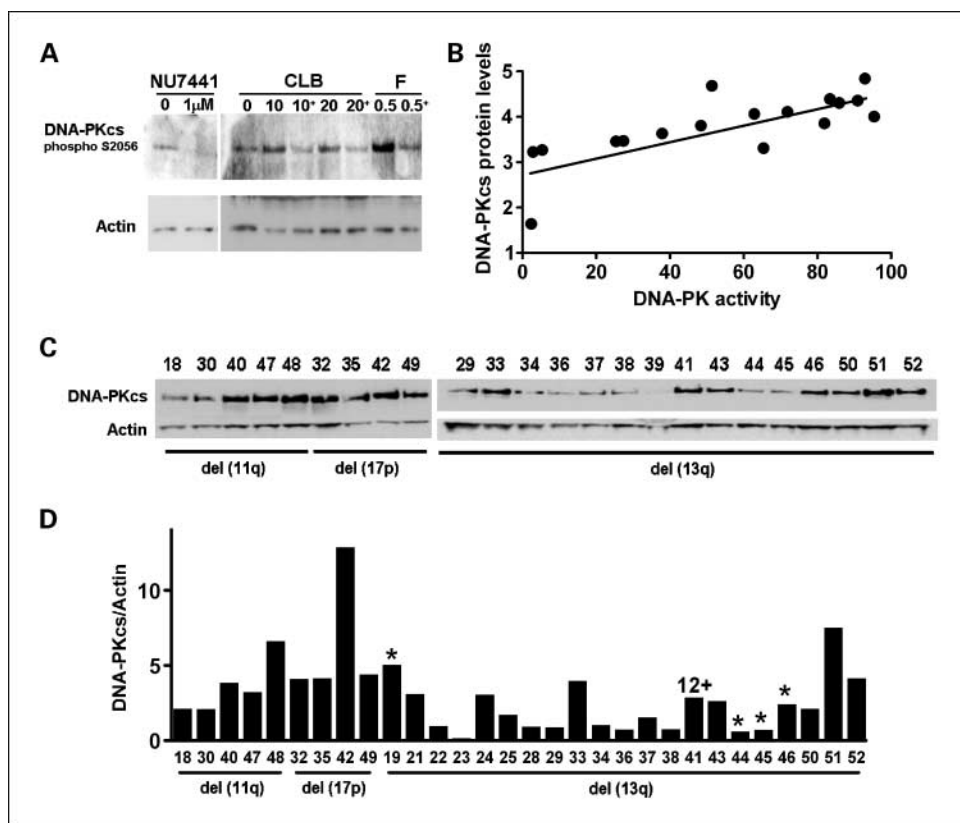 A
NU7441 CLB F
0 1µM 0 10 10+ 20 20+ 0.5 0.5+
DNA-PKcs
phospho S2056
Actin
B
DNA-PKcs protein levels
5
4
3
2
1
0 20 40 60 80 100
DNA-PK activity
C
18 30 40 47 48 32 35 42 49 29 33 34 36 37 38 39 41 43 44 45 46 50 51 52
DNA-PKcs
Actin
del (11q) del (17p) del (13q)
D
DNA-PKcs/Actin
10
5
0
* 12+ * * *
18 30 40 47 48 32 35 42 49 19 21 22 23 24 25 28 29 33 34 36 37 38 41 43 44 45 46 50 51 52
del (11q) del (17p) del (13q)